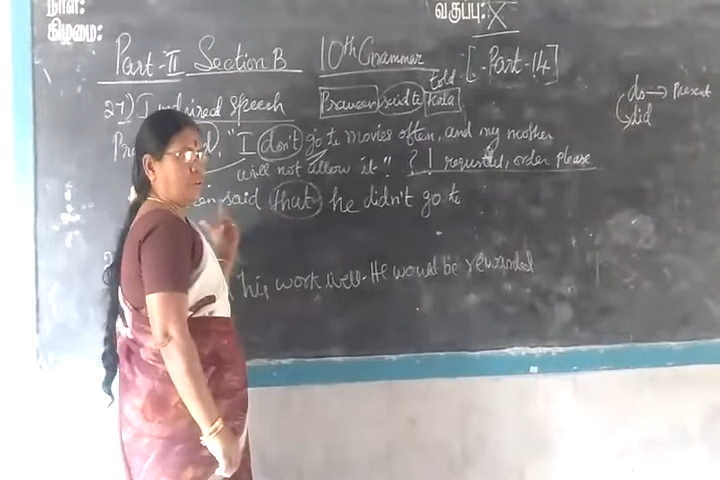 நாள்:
கிழமை:
வகுப்பு: X
Part-II Section B 10th Grammer [-Part-14]
told
27) Indired speech Praveen said to Kala
do → Present
did
"I don't go to movies often, and my mother
will not allow it" ? ! requested, order please
said that he didn't go to
his work well. He would be rewarded